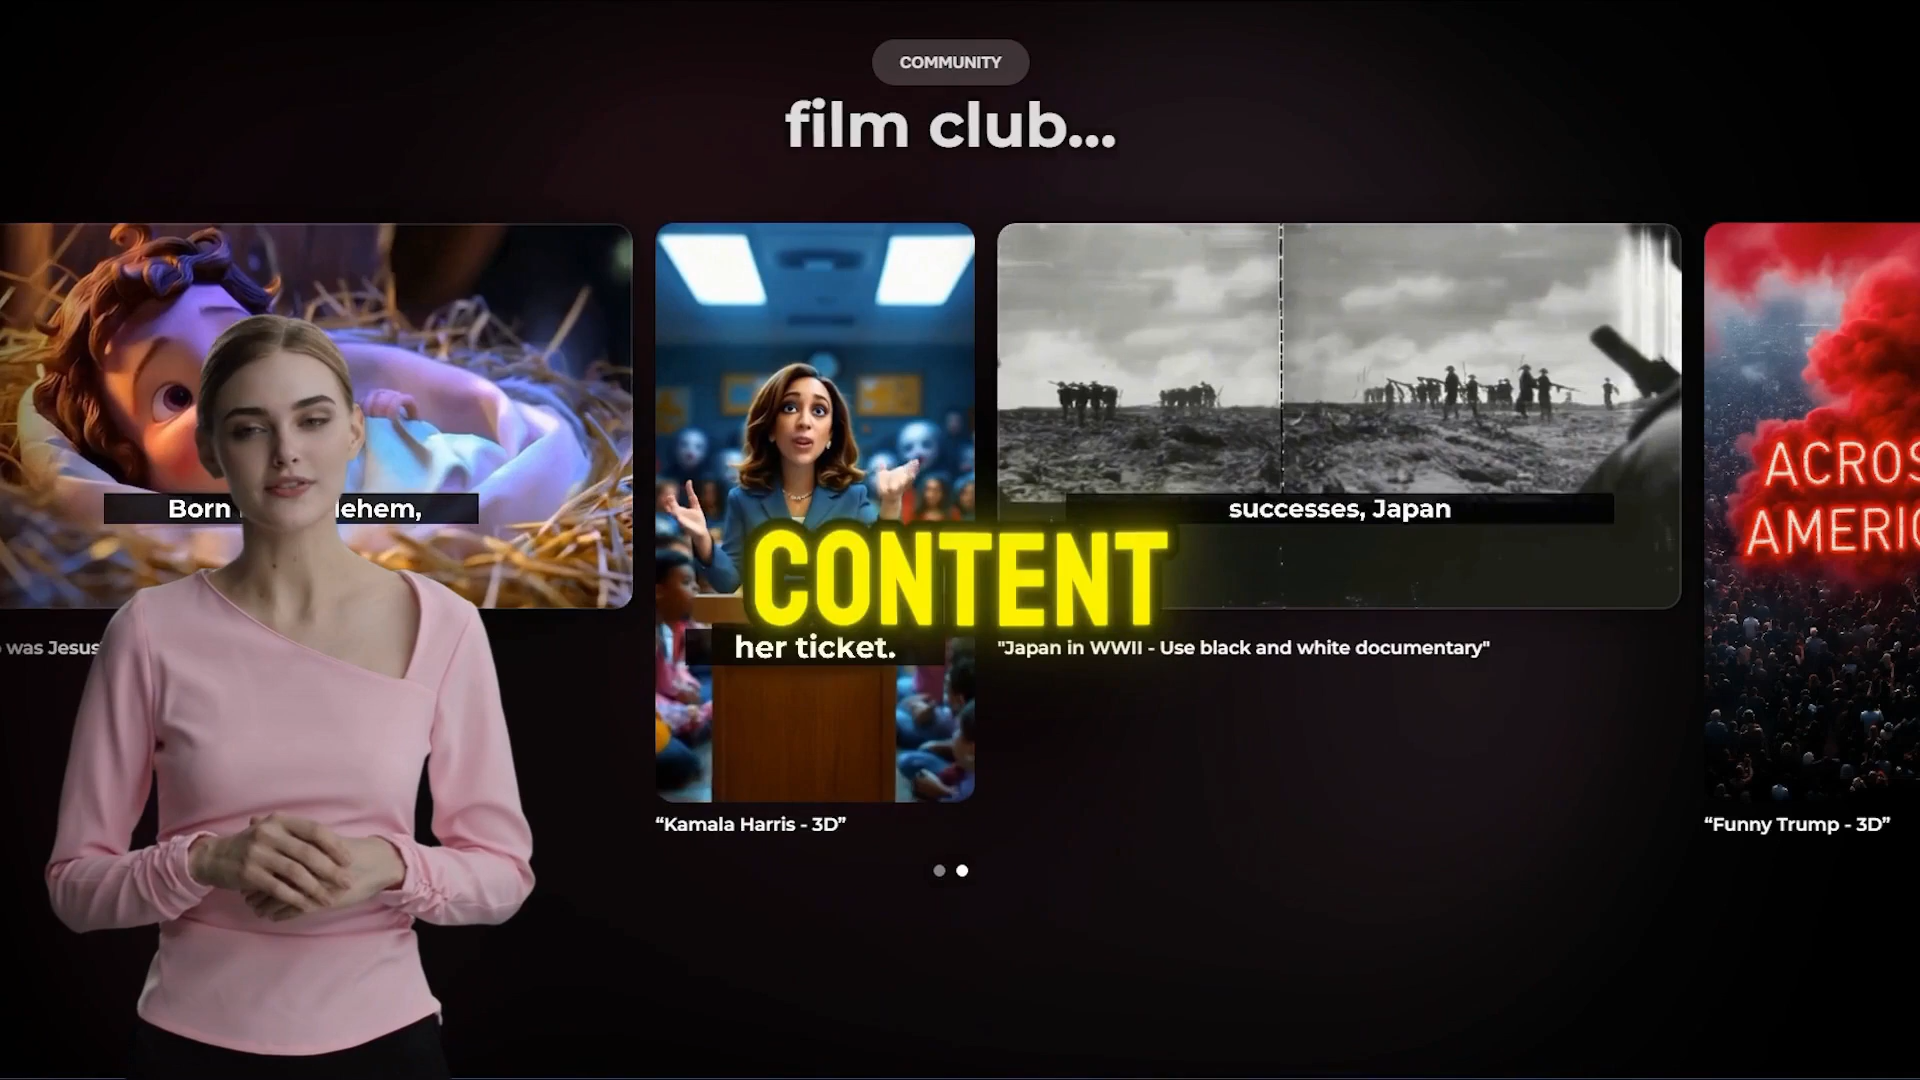 COMMUNITY
film club...
Born
lehem,
successes, Japan
ACROS
AMERIC
CONTENT
her ticket.
was Jesus
"Japan in WWII - Use black and white documentary"
“Kamala Harris - 3D”
“Funny Trump - 3D”